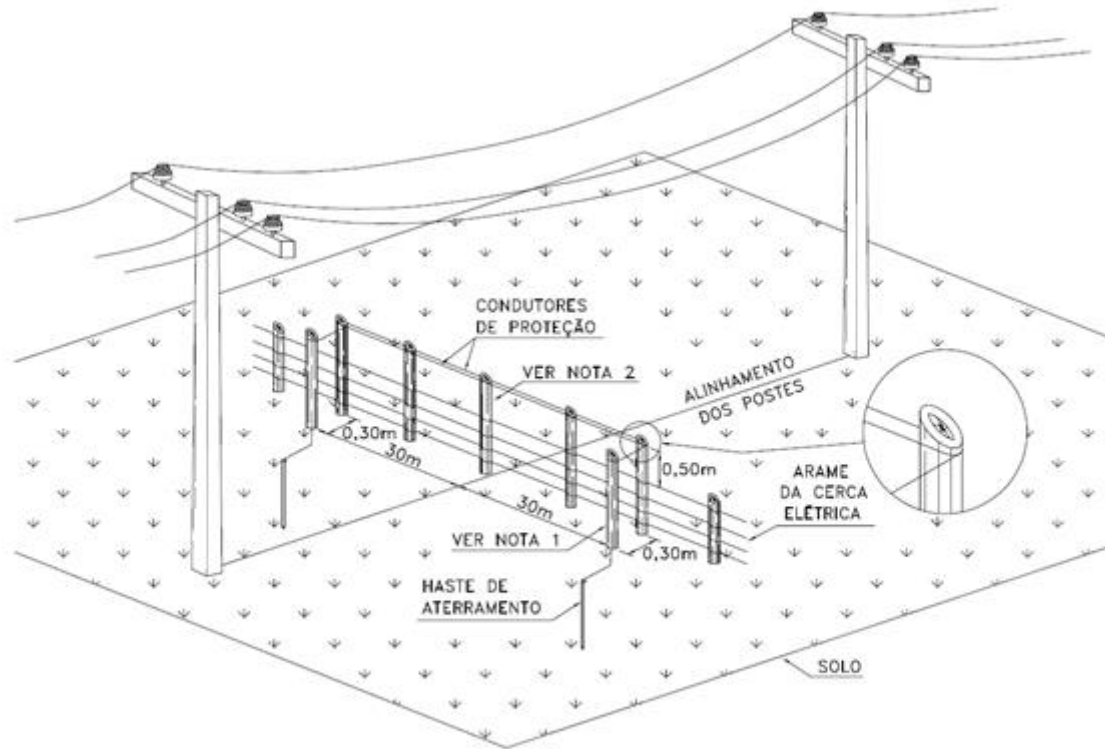 CONDUTORES
DE PROTEÇÃO
VER NOTA 2
ALINHAMENTO
DOS POSTES
0,30m
30m
0,50m
ARAME
DA CERCA
ELÉTRICA
30m
VER NOTA 1
0,30m
HASTE DE
ATERRAMENTO
SOLO